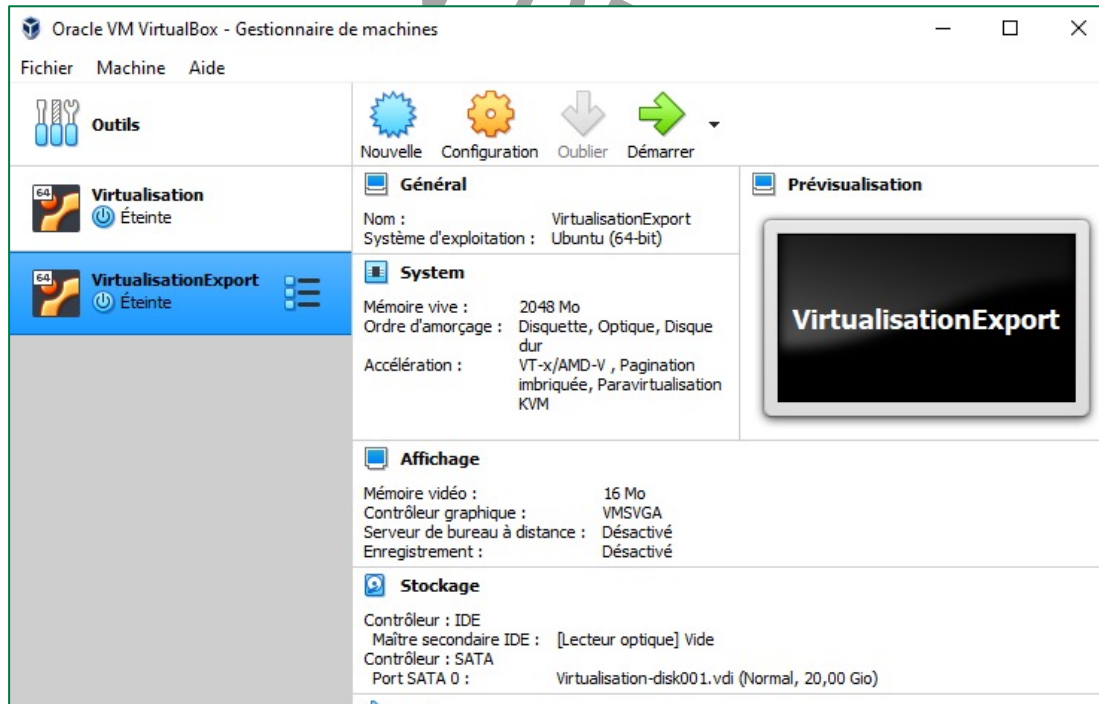 Oracle VM VirtualBox - Gestionnaire de machines
Fichier Machine Aide
Outils
Nouvelle Configuration Oublier Démarrer
64
Virtualisation
Éteinte
64
VirtualisationExport
Éteinte
Général
Nom : VirtualisationExport
Système d'exploitation : Ubuntu (64-bit)
Prévisualisation
VirtualisationExport
System
Mémoire vive : 2048 Mo
Ordre d'amorçage : Disquette, Optique, Disque
dur
Accélération : VT-x/AMD-V , Pagination
imbriquée, Paravirtualisation
KVM
Affichage
Mémoire vidéo : 16 Mo
Contrôleur graphique : VMSVGA
Serveur de bureau à distance : Désactivé
Enregistrement : Désactivé
Stockage
Contrôleur : IDE
Maître secondaire IDE : [Lecteur optique] Vide
Contrôleur : SATA
Port SATA 0 : Virtualisation-disk001.vdi (Normal, 20,00 Gio)